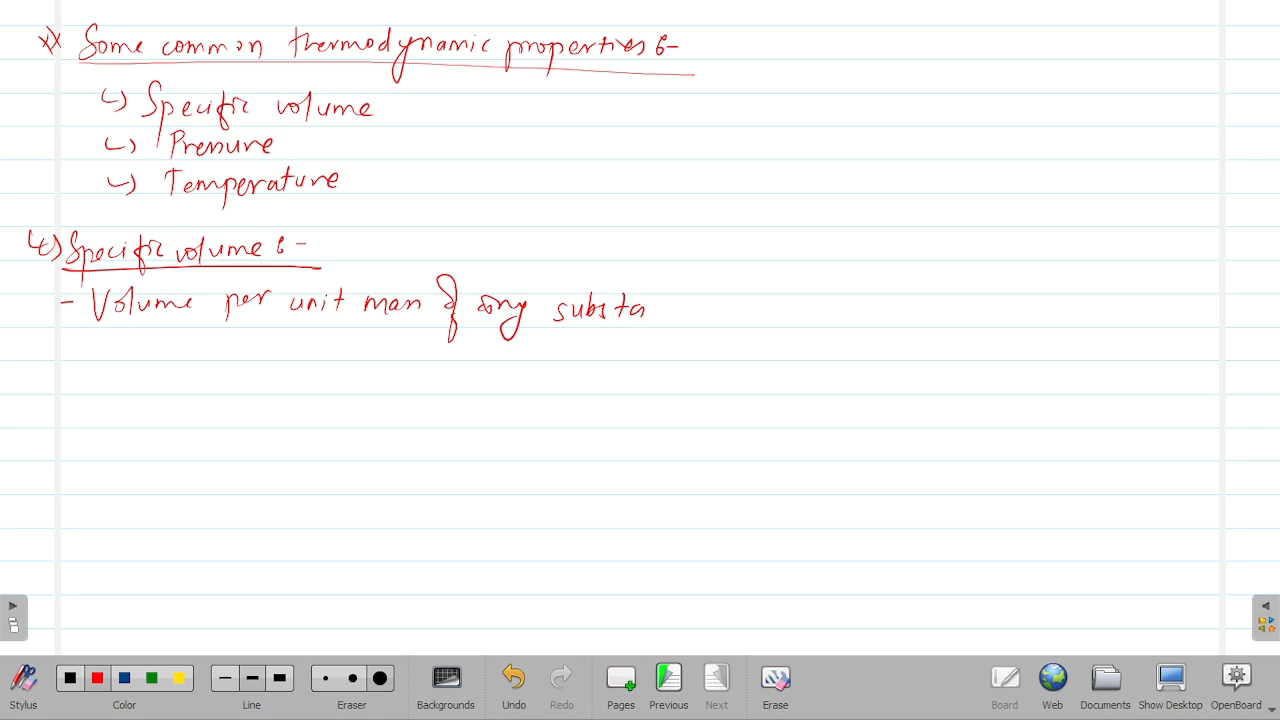 Some common thermodynamic properties :-
↳ Specific volume
↳ Pressure
↳ Temperature
↳ Specific volume :-
- Volume per unit mass of any substa
Stylus
Color
Line
Eraser
Backgrounds
Undo
Redo
Pages
Previous
Next
Erase
Board
Web
Documents
Show Desktop
OpenBoard